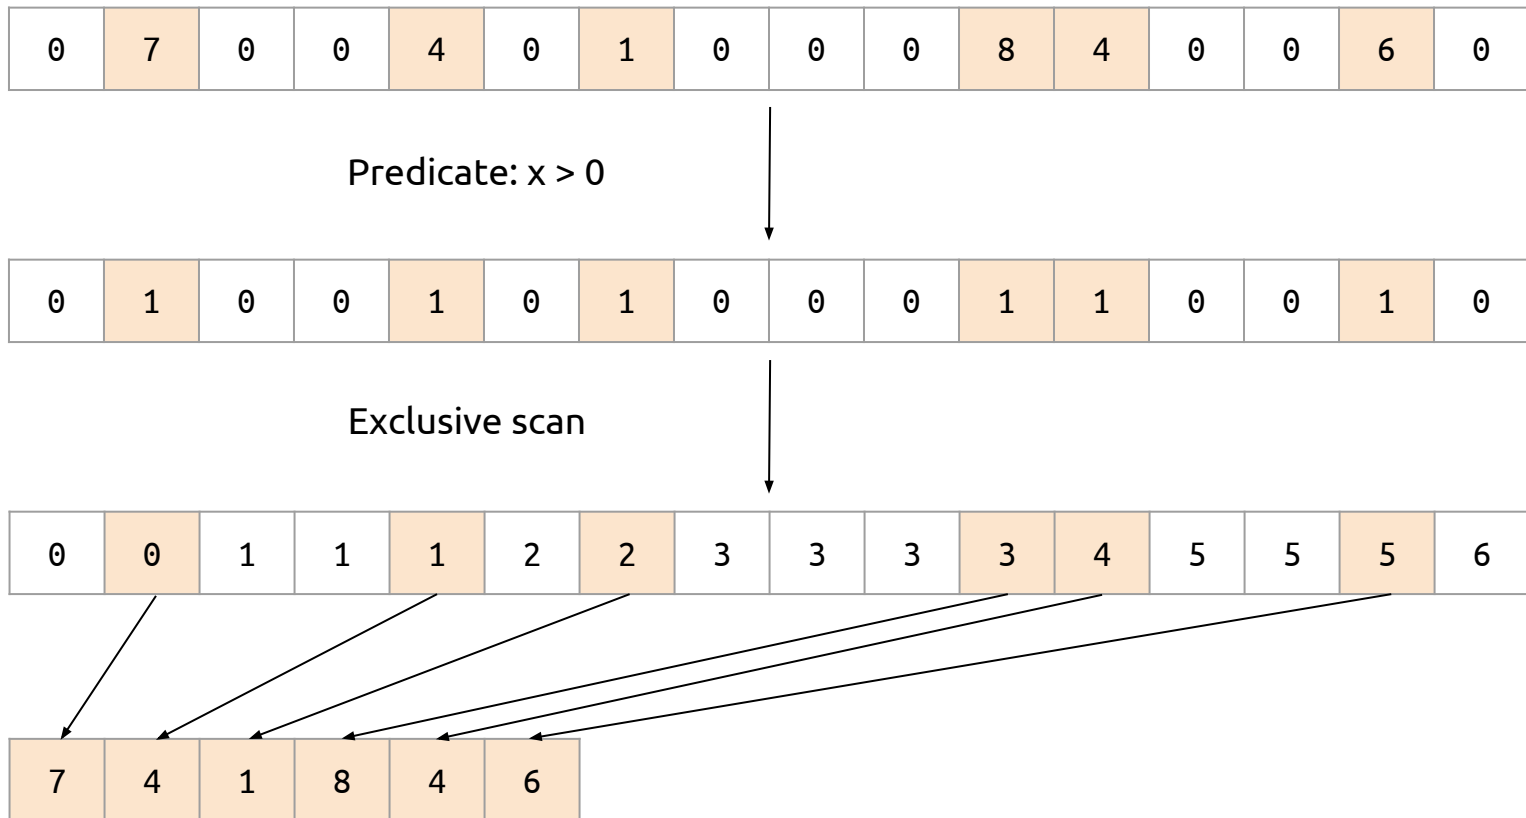 0 7 0 0 4 0 1 0 0 0 8 4 0 0 6 0
Predicate: x > 0
0 1 0 0 1 0 1 0 0 0 1 1 0 0 1 0
Exclusive scan
0 0 1 1 1 2 2 3 3 3 3 4 5 5 5 6
7 4 1 8 4 6